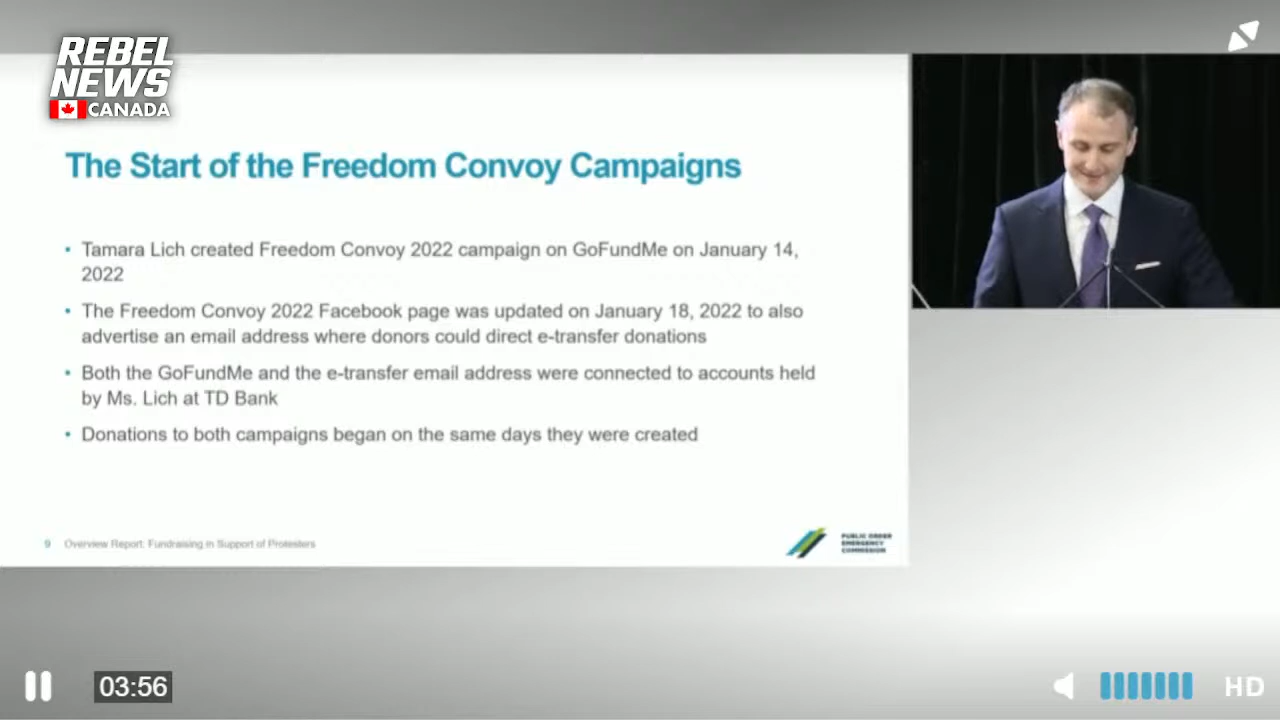 REBEL
NEWS
CANADA
The Start of the Freedom Convoy Campaigns
• Tamara Lich created Freedom Convoy 2022 campaign on GoFundMe on January 14,
2022
• The Freedom Convoy 2022 Facebook page was updated on January 18, 2022 to also
advertise an email address where donors could direct e-transfer donations
• Both the GoFundMe and the e-transfer email address were connected to accounts held
by Ms. Lich at TD Bank
• Donations to both campaigns began on the same days they were created
9 Overview Report: Fundraising in Support of Protesters
PUBLIC ORDER
EMERGENCY
COMMISSION
03:56
HD